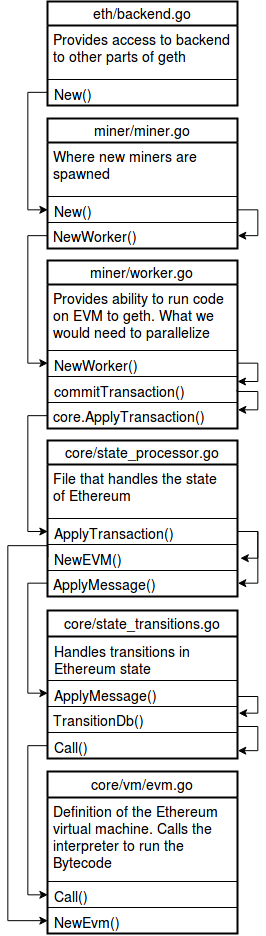 eth/backend.go
Provides access to backend
to other parts of geth
New()
miner/miner.go
Where new miners are
spawned
New()
NewWorker()
miner/worker.go
Provides ability to run code
on EVM to geth. What we
would need to parallelize
NewWorker()
commitTransaction()
core.ApplyTransaction()
core/state_processor.go
File that handles the state
of Ethereum
ApplyTransaction()
NewEVM()
ApplyMessage()
core/state_transitions.go
Handles transitions in
Ethereum state
ApplyMessage()
TransitionDb()
Call()
core/vm/evm.go
Definition of the Ethereum
virtual machine. Calls the
interpreter to run the
Bytecode
Call()
NewEvm()